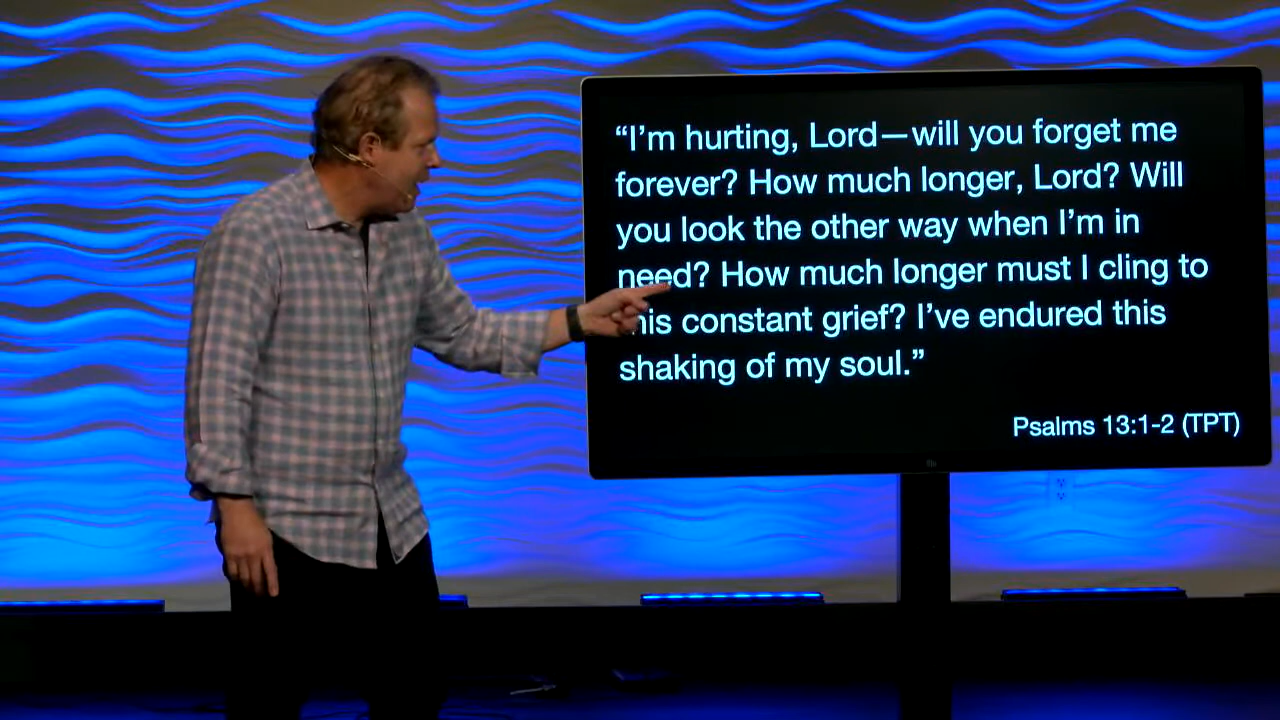 “I’m hurting, Lord—will you forget me
forever? How much longer, Lord? Will
you look the other way when I’m in
need? How much longer must I cling to
his constant grief? I’ve endured this
shaking of my soul.”
Psalms 13:1-2 (TPT)